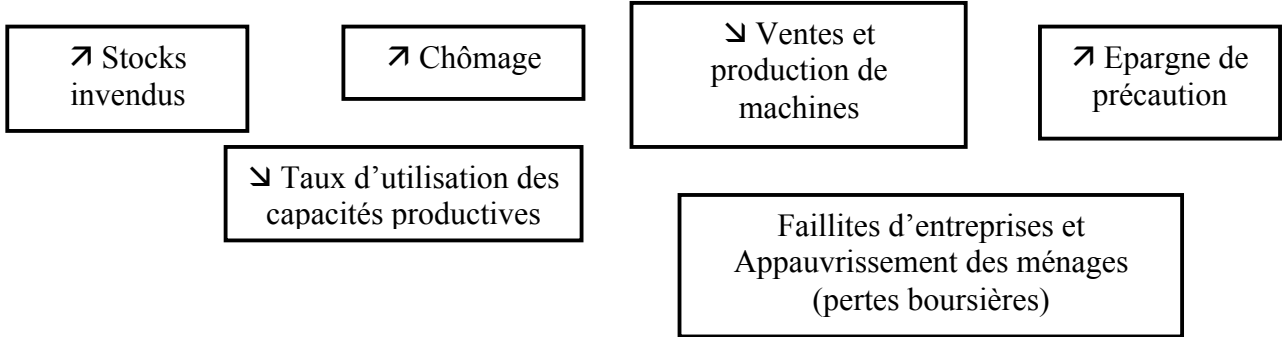 ↗ Stocks
invendus
↗ Chômage
↘ Ventes et
production de
machines
↗ Epargne de
précaution
↘ Taux d’utilisation des
capacités productives
Faillites d’entreprises et
Appauvrissement des ménages
(pertes boursières)